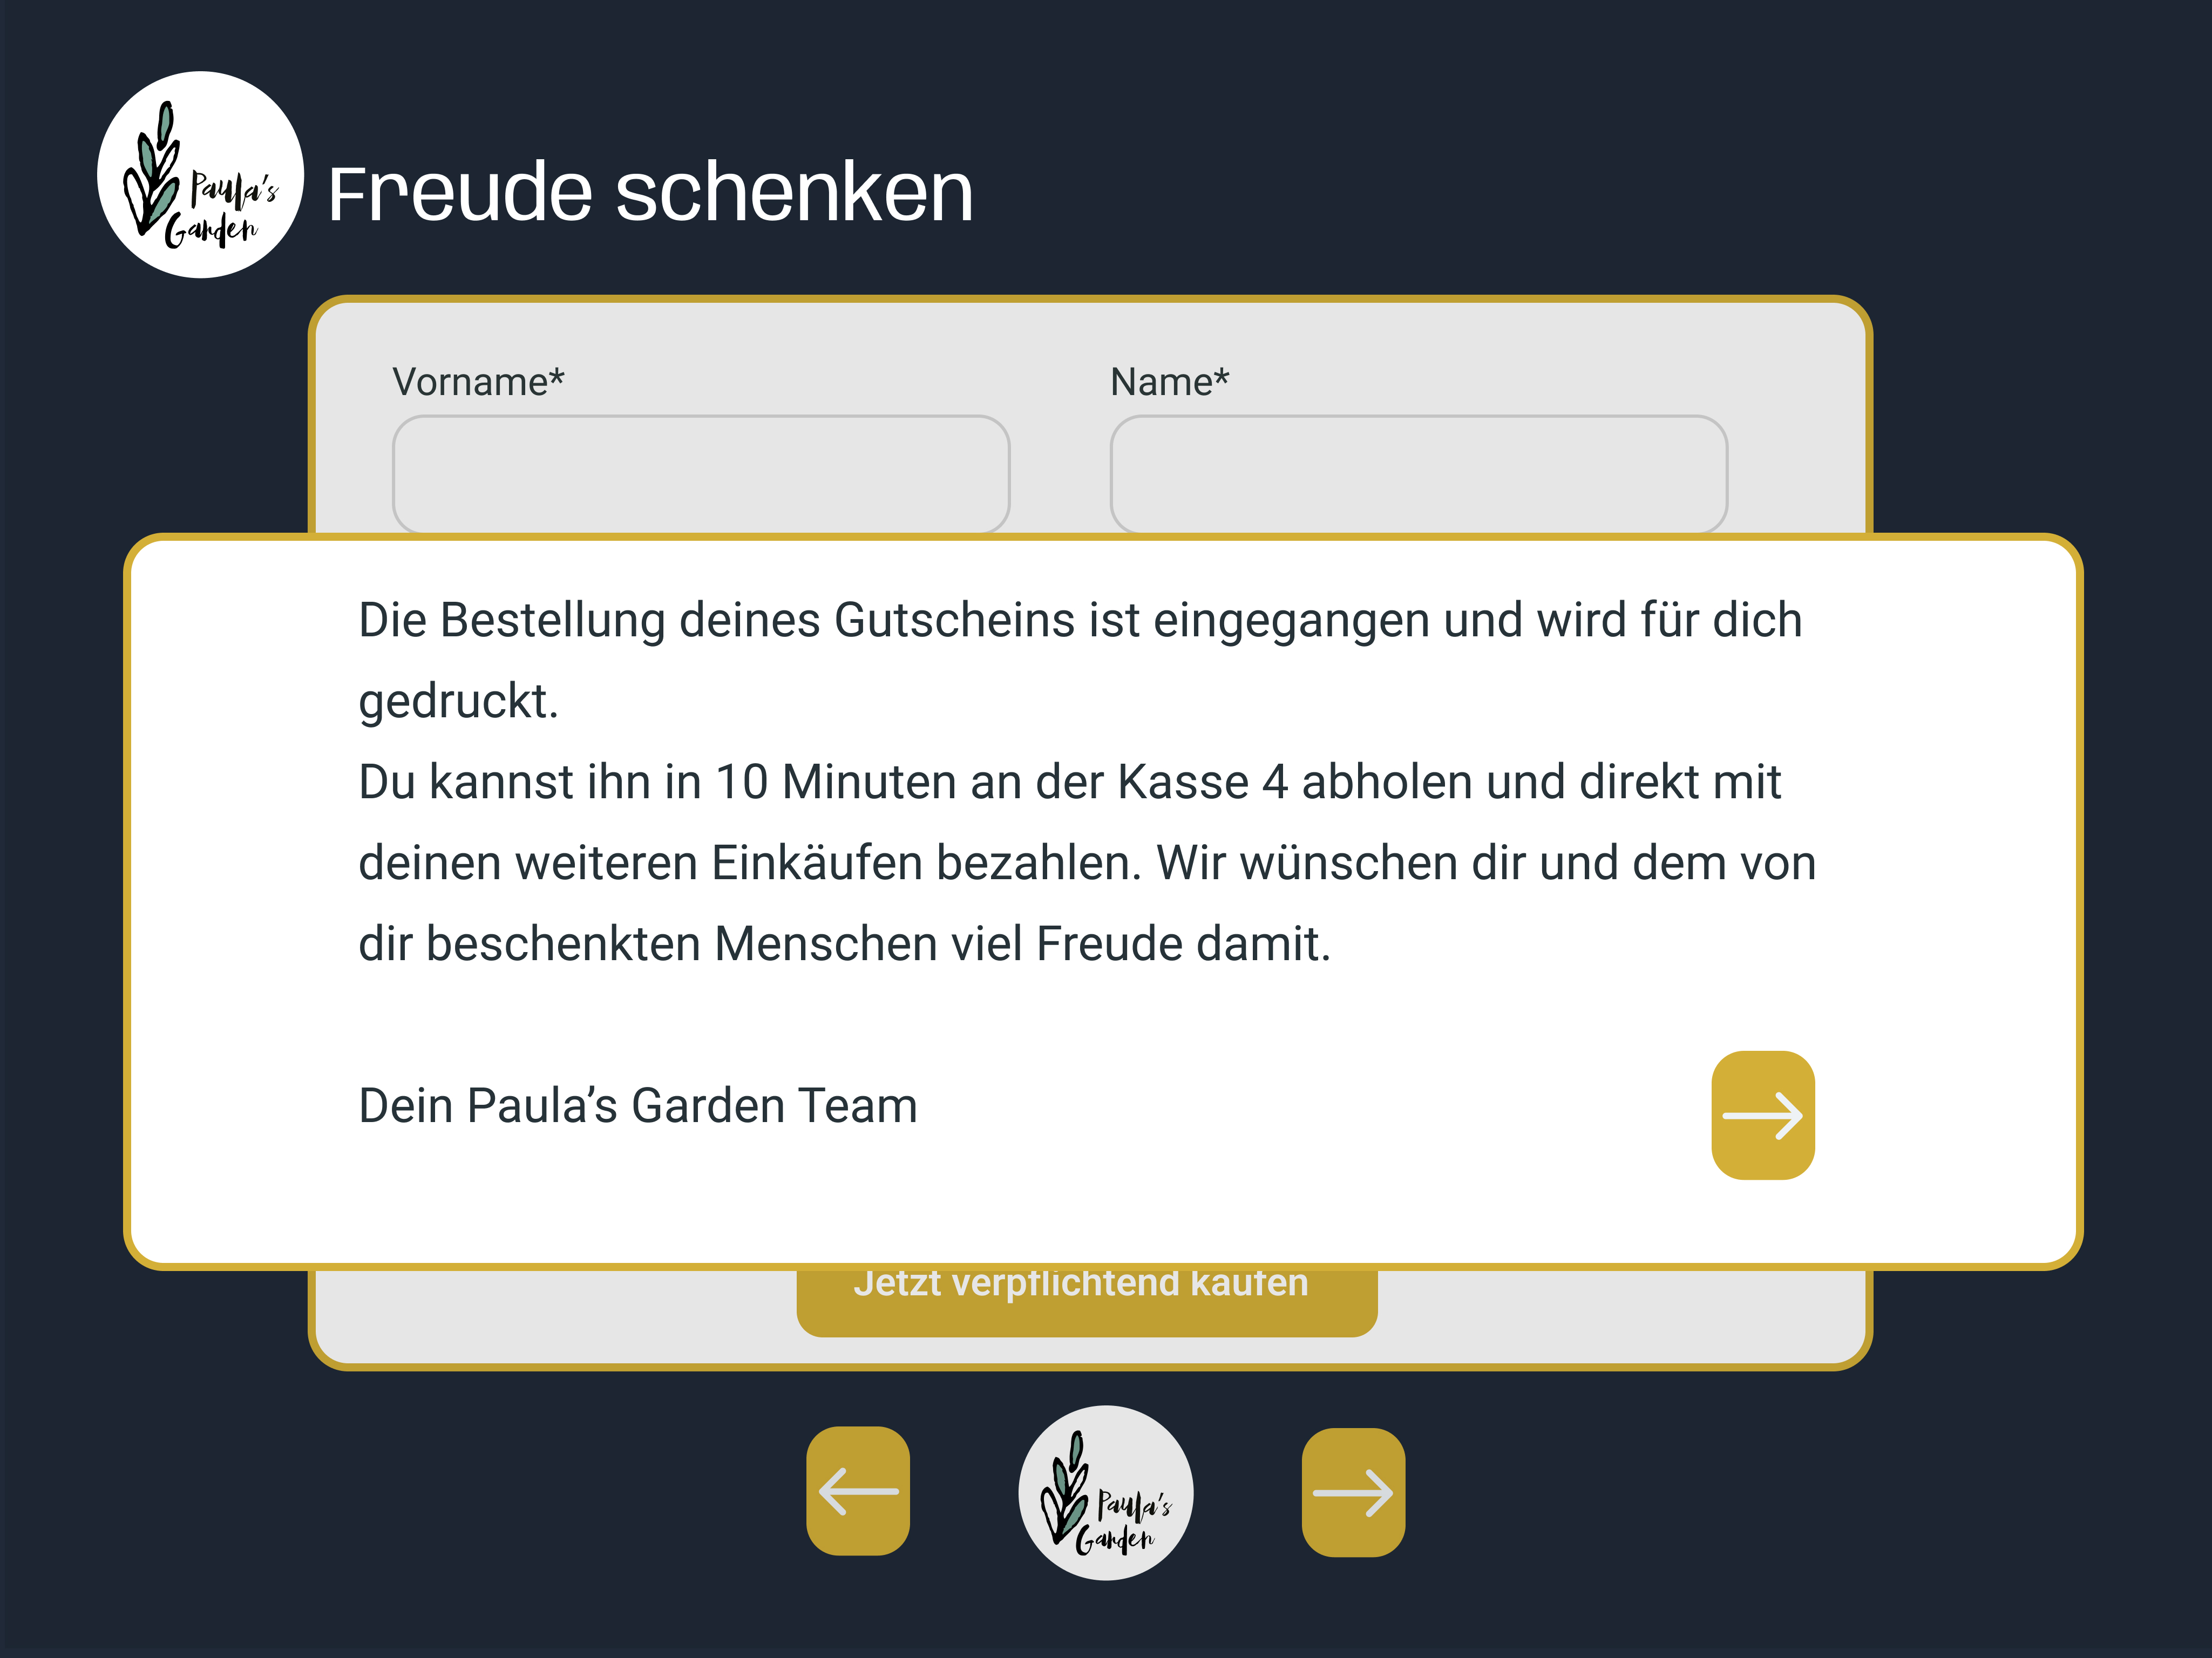 Paula's
Garden
Freude schenken
Vorname*
Name*
Die Bestellung deines Gutscheins ist eingegangen und wird für dich
gedruckt.
Du kannst ihn in 10 Minuten an der Kasse 4 abholen und direkt mit
deinen weiteren Einkäufen bezahlen. Wir wünschen dir und dem von
dir beschenkten Menschen viel Freude damit.
Dein Paula’s Garden Team
Jetzt verpflichtend kaufen
Paula's
Garden